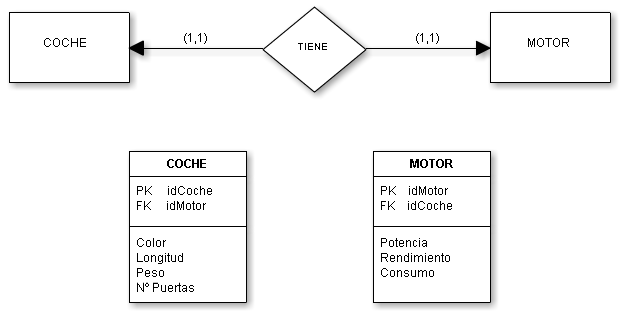 COCHE
(1,1)
TIENE
(1,1)
MOTOR
COCHE
PK idCoche
FK idMotor
Color
Longitud
Peso
Nº Puertas
MOTOR
PK idMotor
FK idCoche
Potencia
Rendimiento
Consumo